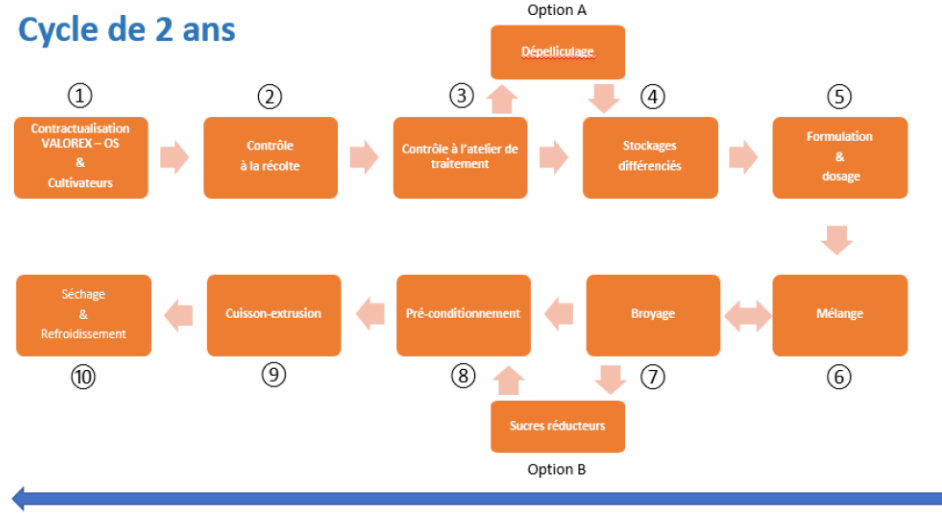 Cycle de 2 ans
Option A
Dépelliculage
①
②
③
④
⑤
Contractualisation
VALOREX – OS
&
Cultivateurs
Contrôle
à la récolte
Contrôle à l'atelier de
traitement
Stockages
différenciés
Formulation
&
dosage
Séchage
&
Refroidissement
Cuisson-extrusion
Pré-conditionnement
Broyage
Mélange
⑩
⑨
⑧
⑦
⑥
Sucres réducteurs
Option B